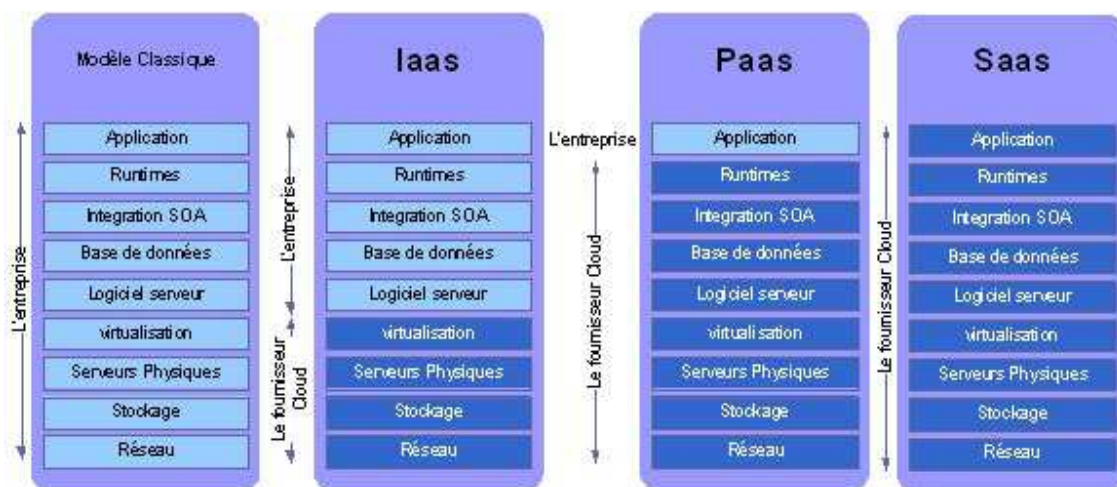 Modèle Classique
Application
Runtimes
Integration SOA
Base de données
Logiciel serveur
virtualisation
Serveurs Physiques
Stockage
Réseau
L'entreprise
Iaas
Application
Runtimes
Integration SOA
Base de données
Logiciel serveur
virtualisation
Serveurs Physiques
Stockage
Réseau
L'entreprise
Le fournisseur
Cloud
Paas
L'entreprise
Application
Runtimes
Integration SOA
Base de données
Logiciel serveur
virtualisation
Serveurs Physiques
Stockage
Réseau
Le fournisseur Cloud
Saas
Application
Runtimes
Integration SOA
Base de données
Logiciel serveur
virtualisation
Serveurs Physiques
Stockage
Réseau
Le fournisseur Cloud